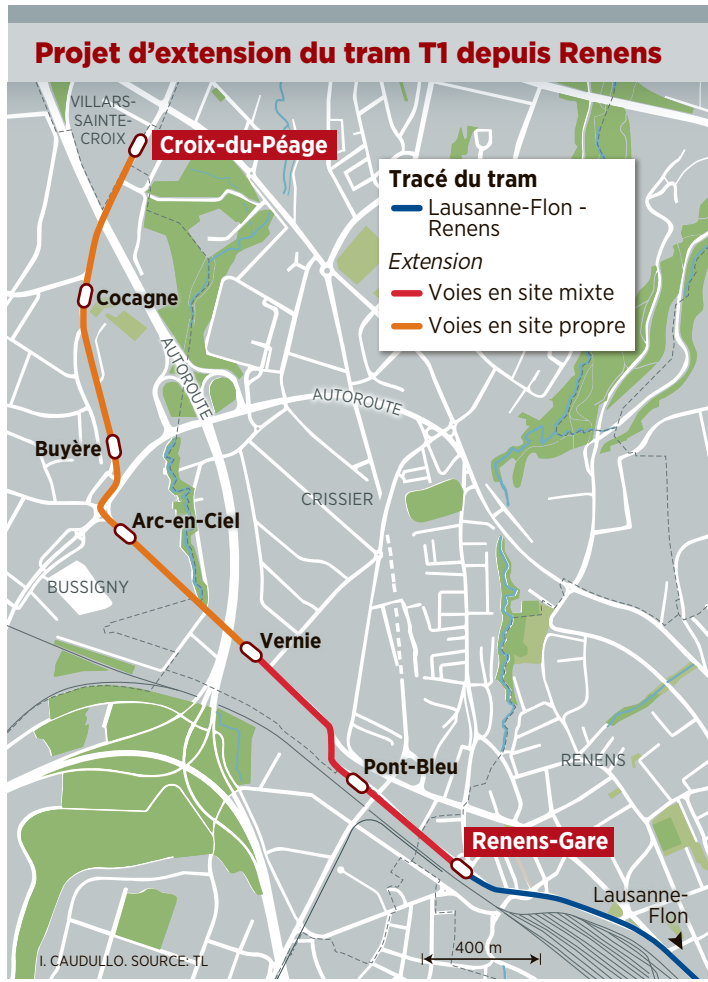 Projet d’extension du tram T1 depuis Renens
VILLARS-
SAINTE-
CROIX
Croix-du-Péage
Tracé du tram
Lausanne-Flon -
Renens
Extension
Voies en site mixte
Voies en site propre
Cocagne
AUTOROUTE
AUTOROUTE
Buyère
CRISSIER
Arc-en-Ciel
BUSSIGNY
Vernie
Pont-Bleu
RENENS
Renens-Gare
Lausanne-
Flon
400 m
I. CAUDULLO. SOURCE: TL